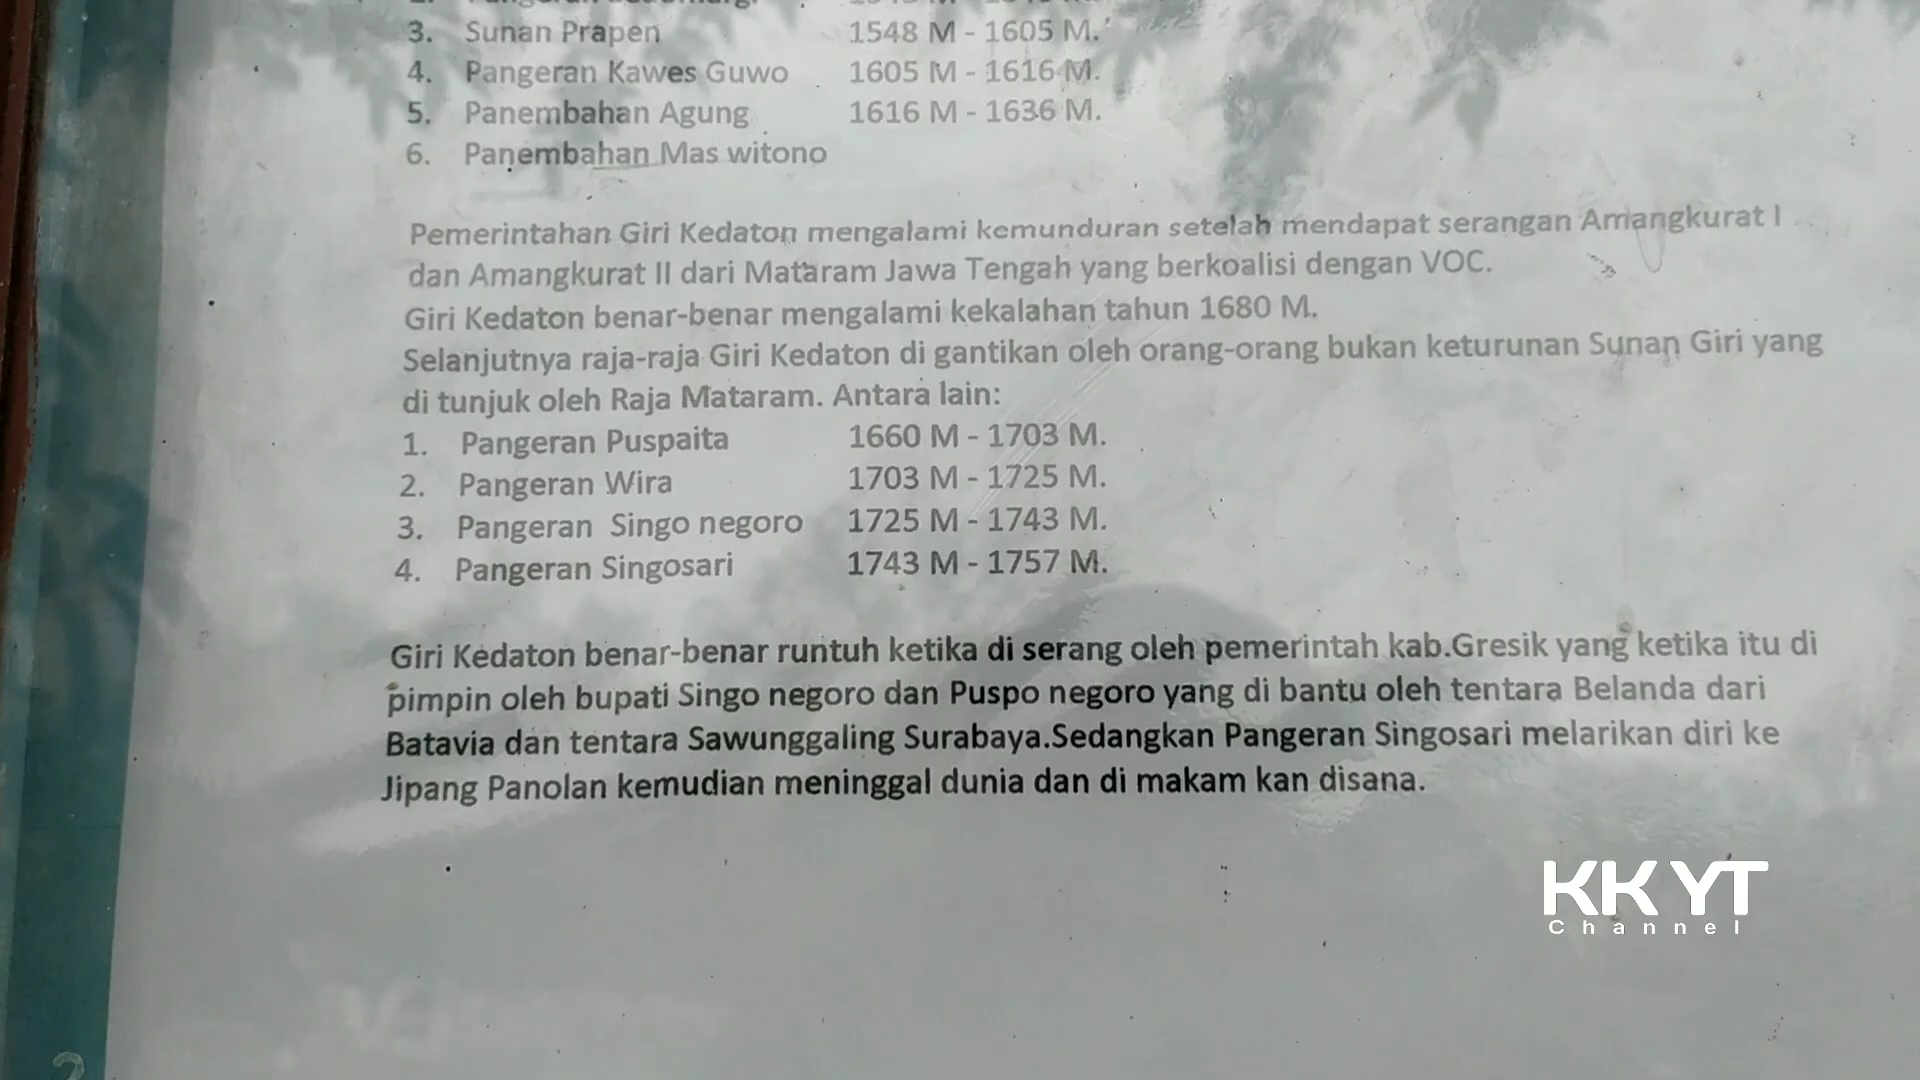 3. Sunan Prapen 1548 M - 1605 M.
4. Pangeran Kawes Guwo 1605 M - 1616 M.
5. Panembahan Agung 1616 M - 1636 M.
6. Panembahan Mas witono
Pemerintahan Giri Kedaton mengalami kemunduran setelah mendapat serangan Amangkurat I
dan Amangkurat II dari Mataram Jawa Tengah yang berkoalisi dengan VOC.
Giri Kedaton benar-benar mengalami kekalahan tahun 1680 M.
Selanjutnya raja-raja Giri Kedaton di gantikan oleh orang-orang bukan keturunan Sunan Giri yang
di tunjuk oleh Raja Mataram. Antara lain:
1. Pangeran Puspaita 1660 M - 1703 M.
2. Pangeran Wira 1703 M - 1725 M.
3. Pangeran Singo negoro 1725 M - 1743 M.
4. Pangeran Singosari 1743 M - 1757 M.
Giri Kedaton benar-benar runtuh ketika di serang oleh pemerintah kab.Gresik yang ketika itu di
pimpin oleh bupati Singo negoro dan Puspo negoro yang di bantu oleh tentara Belanda dari
Batavia dan tentara Sawunggaling Surabaya.Sedangkan Pangeran Singosari melarikan diri ke
Jipang Panolan kemudian meninggal dunia dan di makam kan disana.
KK YT
Channel